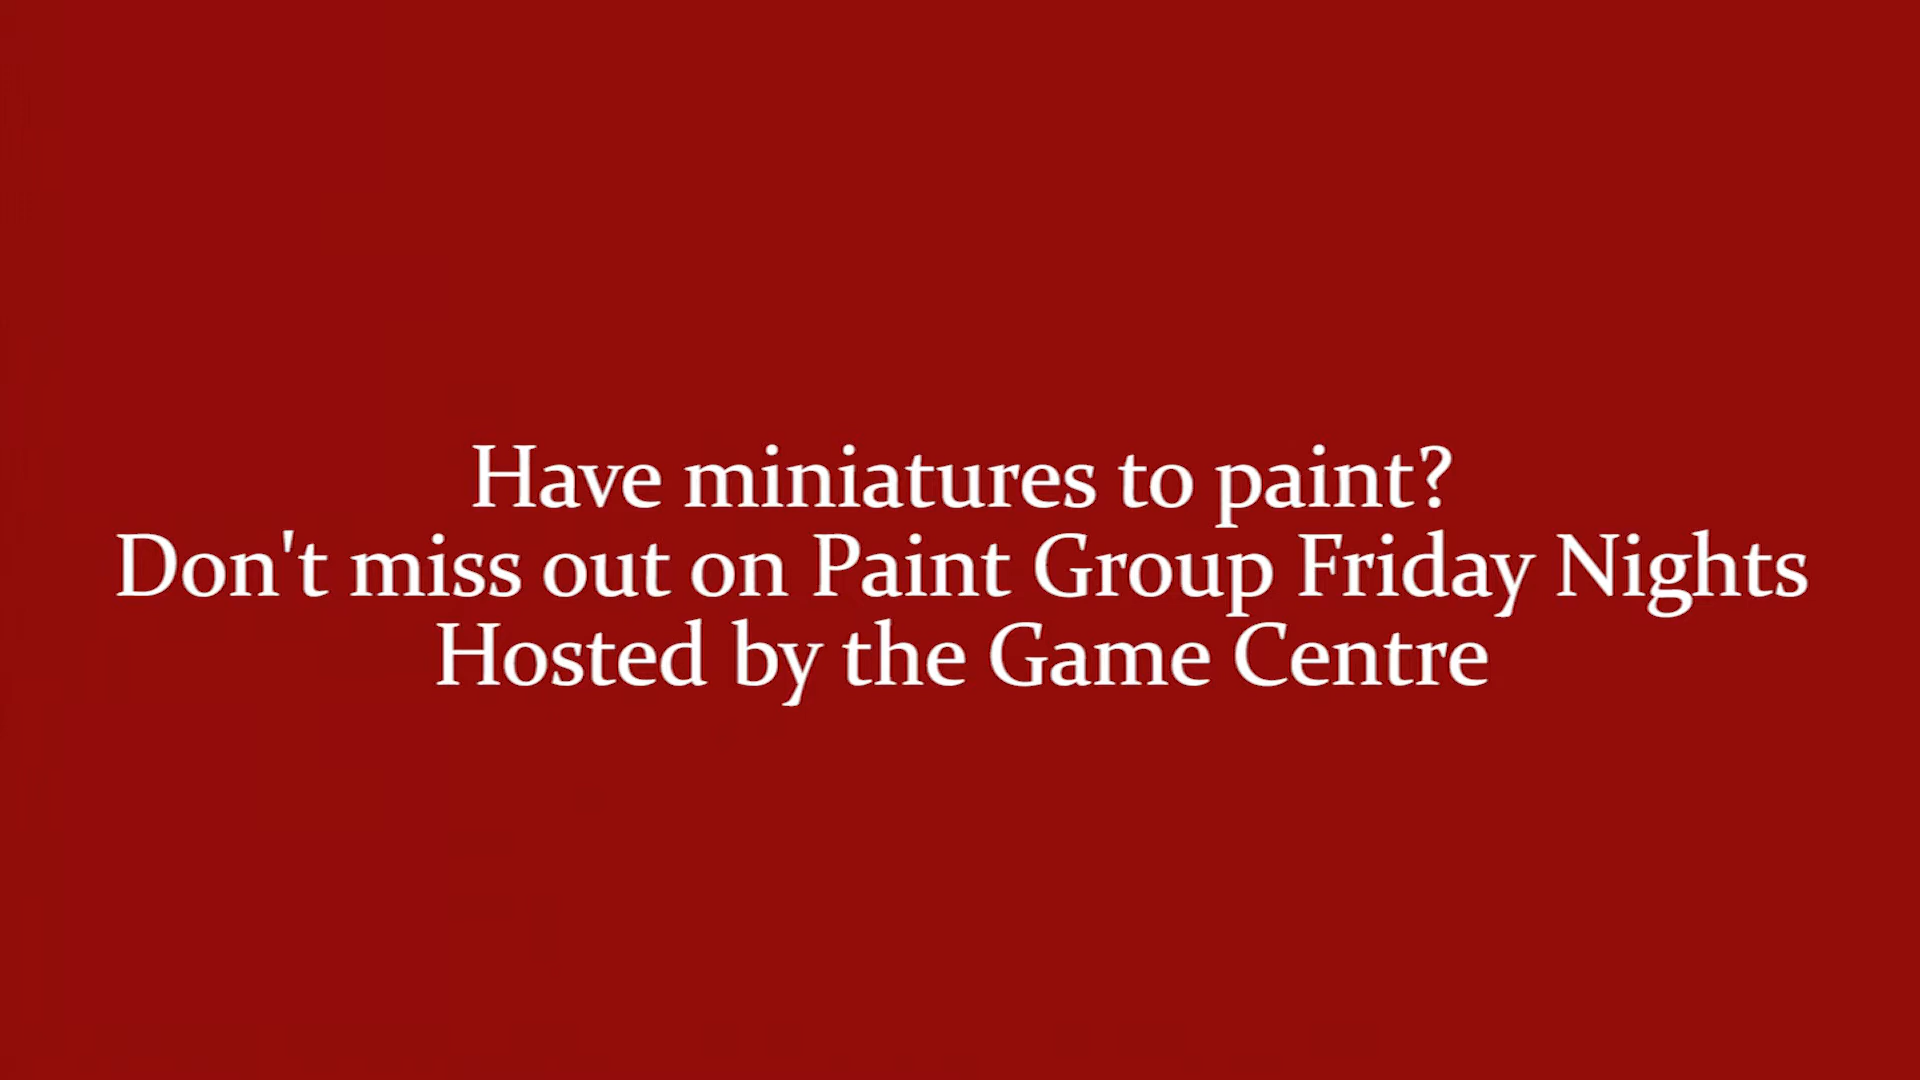 Have miniatures to paint?
Don't miss out on Paint Group Friday Nights
Hosted by the Game Centre